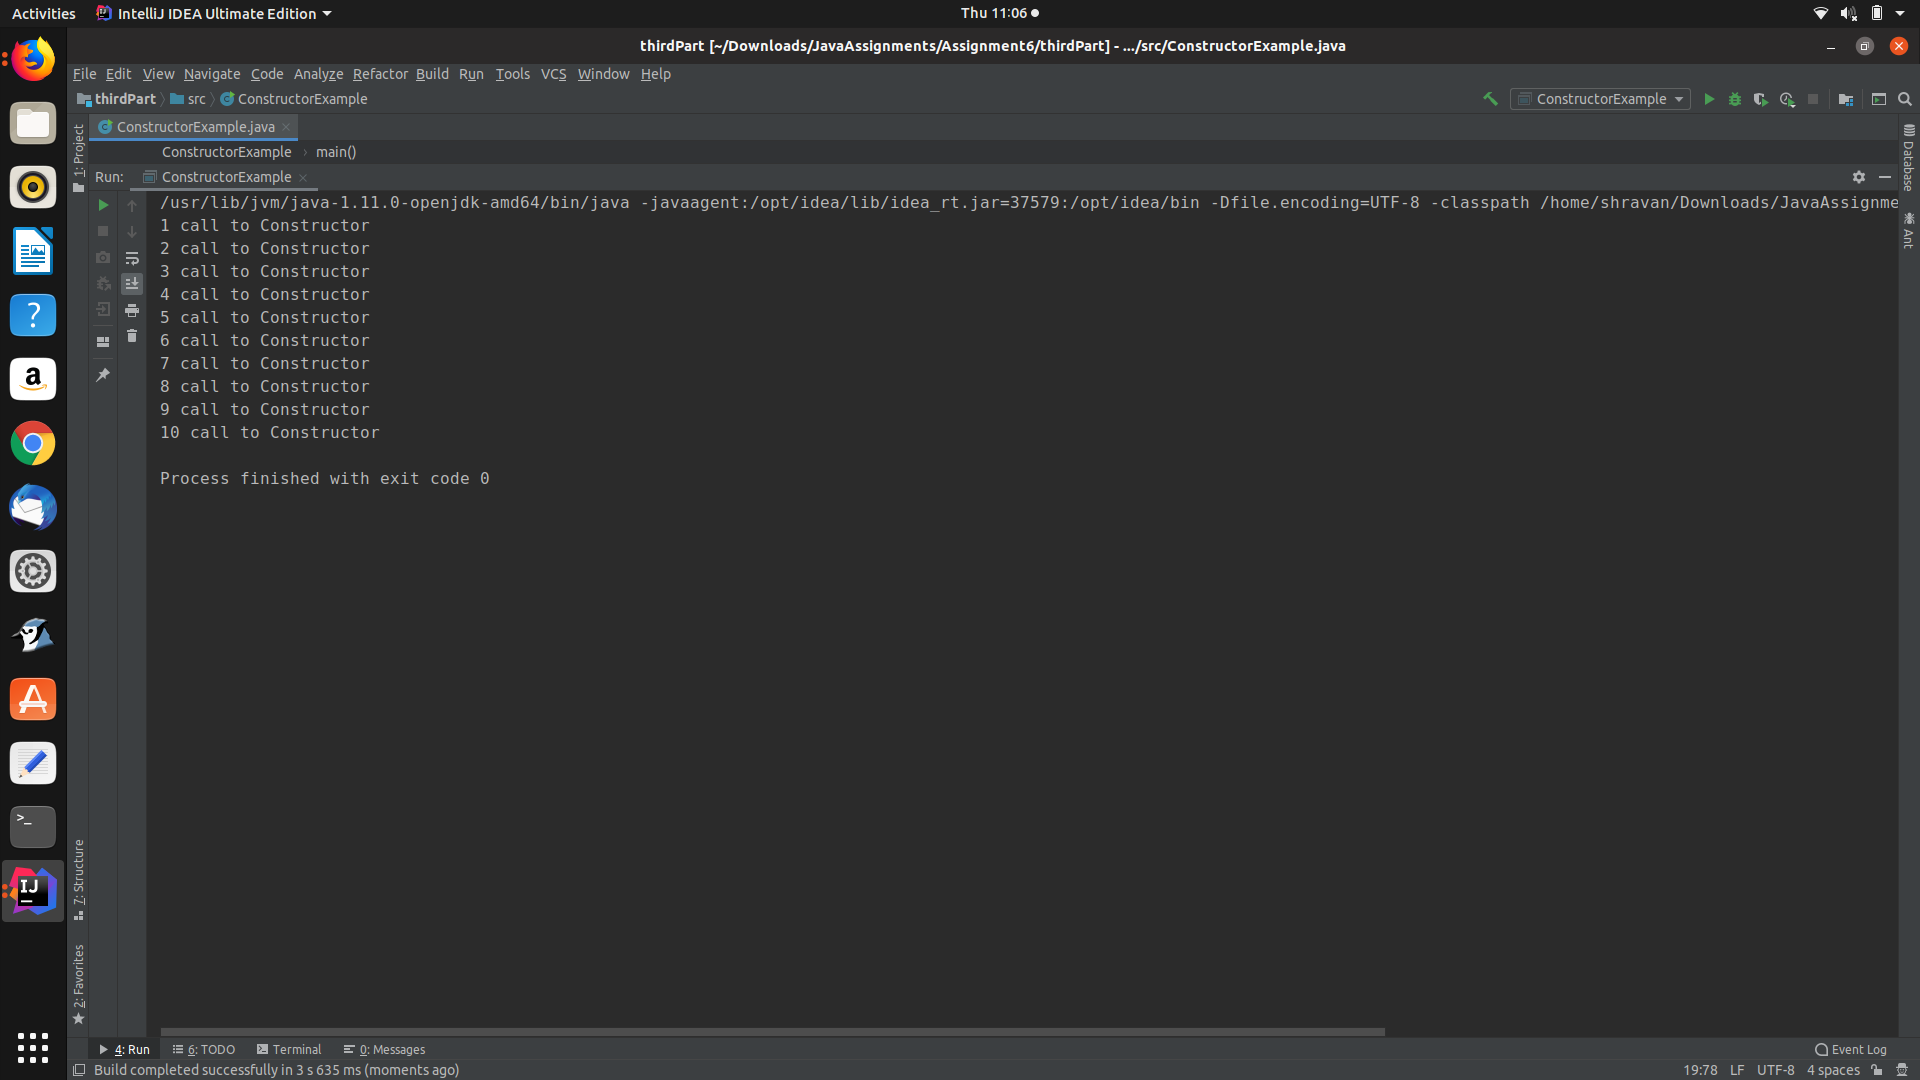 Activities
IntelliJ IDEA Ultimate Edition
Thu 11:06
thirdPart [~/Downloads/JavaAssignments/Assignment6/thirdPart] - .../src/ConstructorExample.java
File Edit View Navigate Code Analyze Refactor Build Run Tools VCS Window Help
thirdPart src ConstructorExample
ConstructorExample
ConstructorExample.java
ConstructorExample › main()
Run: ConstructorExample
/usr/lib/jvm/java-1.11.0-openjdk-amd64/bin/java -javaagent:/opt/idea/lib/idea_rt.jar=37579:/opt/idea/bin -Dfile.encoding=UTF-8 -classpath /home/shravan/Downloads/JavaAssignme
1 call to Constructor
2 call to Constructor
3 call to Constructor
4 call to Constructor
5 call to Constructor
6 call to Constructor
7 call to Constructor
8 call to Constructor
9 call to Constructor
10 call to Constructor
Process finished with exit code 0
1: Project
7: Structure
2: Favorites
Database
Ant
?
a
>_
IJ
4: Run 6: TODO Terminal 0: Messages
Event Log
Build completed successfully in 3 s 635 ms (moments ago)
19:78 LF UTF-8 4 spaces